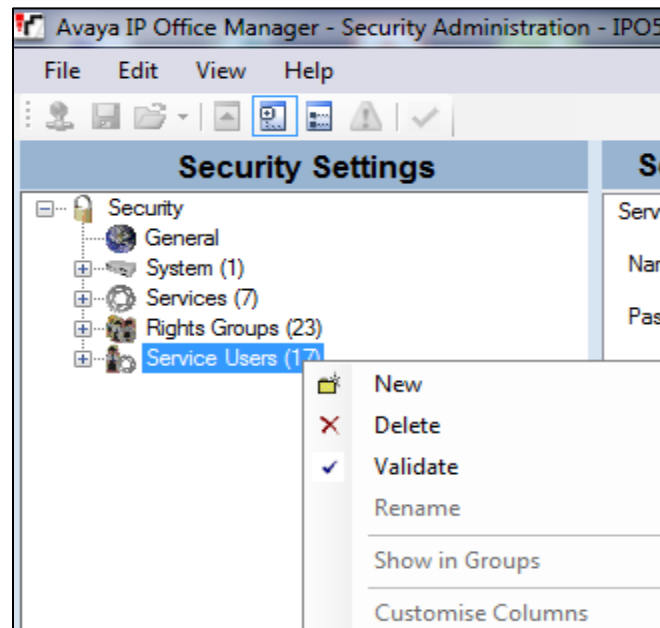 Avaya IP Office Manager - Security Administration - IPO5
File Edit View Help
Security Settings
Security
General
System (1)
Services (7)
Rights Groups (23)
Service Users (17)
New
Delete
Validate
Rename
Show in Groups
Customise Columns